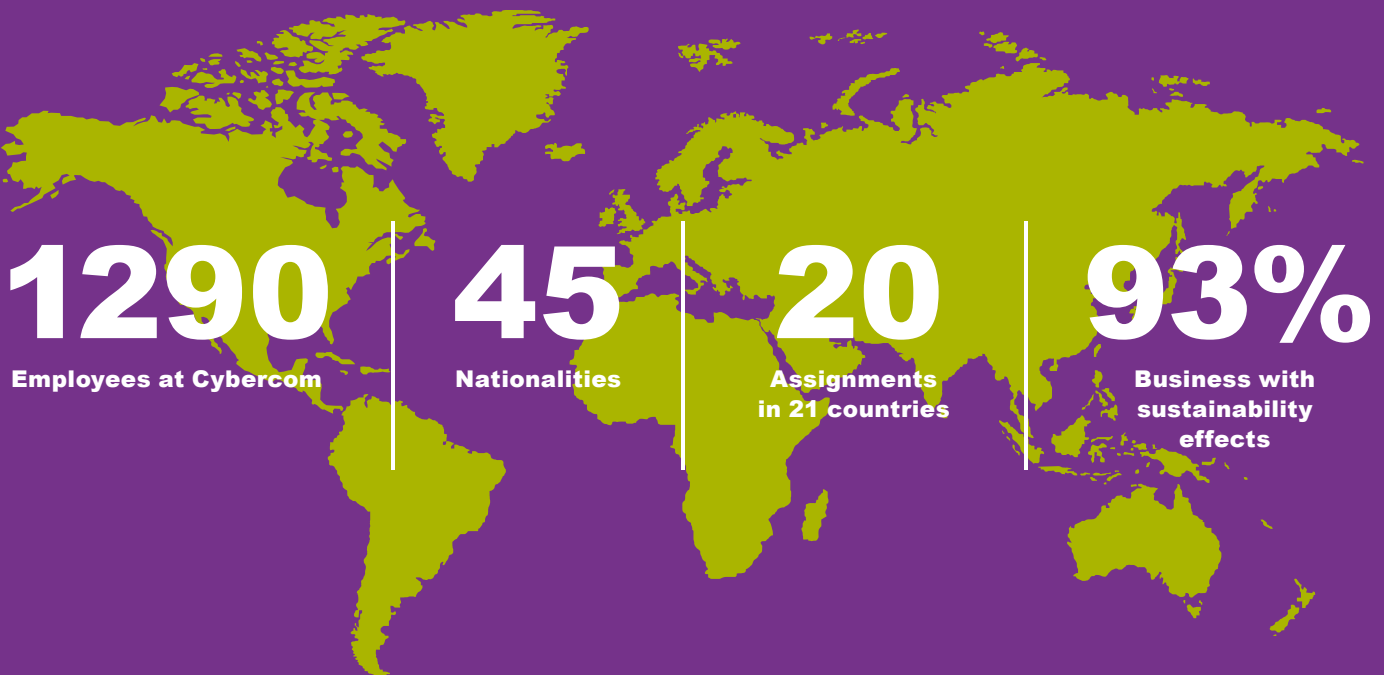 1290
Employees at Cybercom
45
Nationalities
20
Assignments
in 21 countries
93%
Business with
sustainability
effects